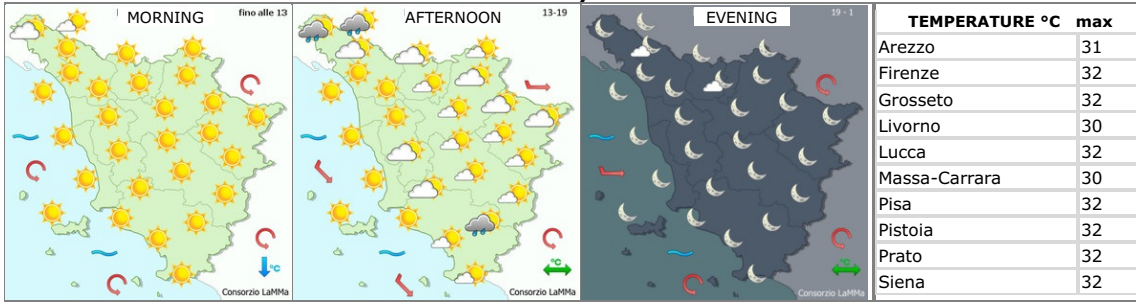 MORNING fino alle 13
°C
Consorzio LaMMa
AFTERNOON 13-19
°C
Consorzio LaMMa
EVENING 19 - 1
°C
Consorzio LaMMa
TEMPERATURE °C max
Arezzo 31
Firenze 32
Grosseto 32
Livorno 30
Lucca 32
Massa-Carrara 30
Pisa 32
Pistoia 32
Prato 32
Siena 32